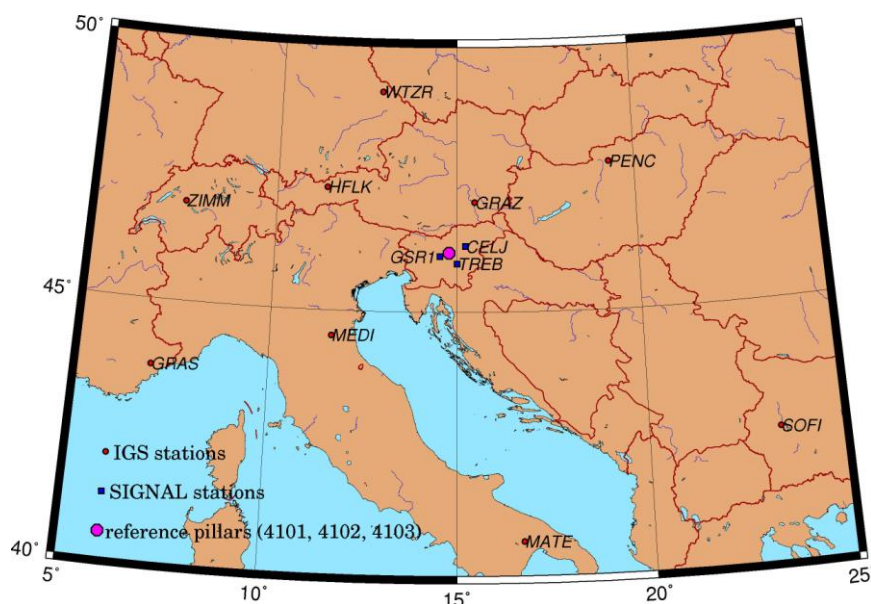 50°
WTZR
PENC
HFLK
ZIMM
GRAZ
CELJ
GSR1
TREB
45°
MEDI
GRAS
SOFI
IGS stations
SIGNAL stations
reference pillars (4101, 4102, 4103)
MATE
40°
5°
10°
15°
20°
25